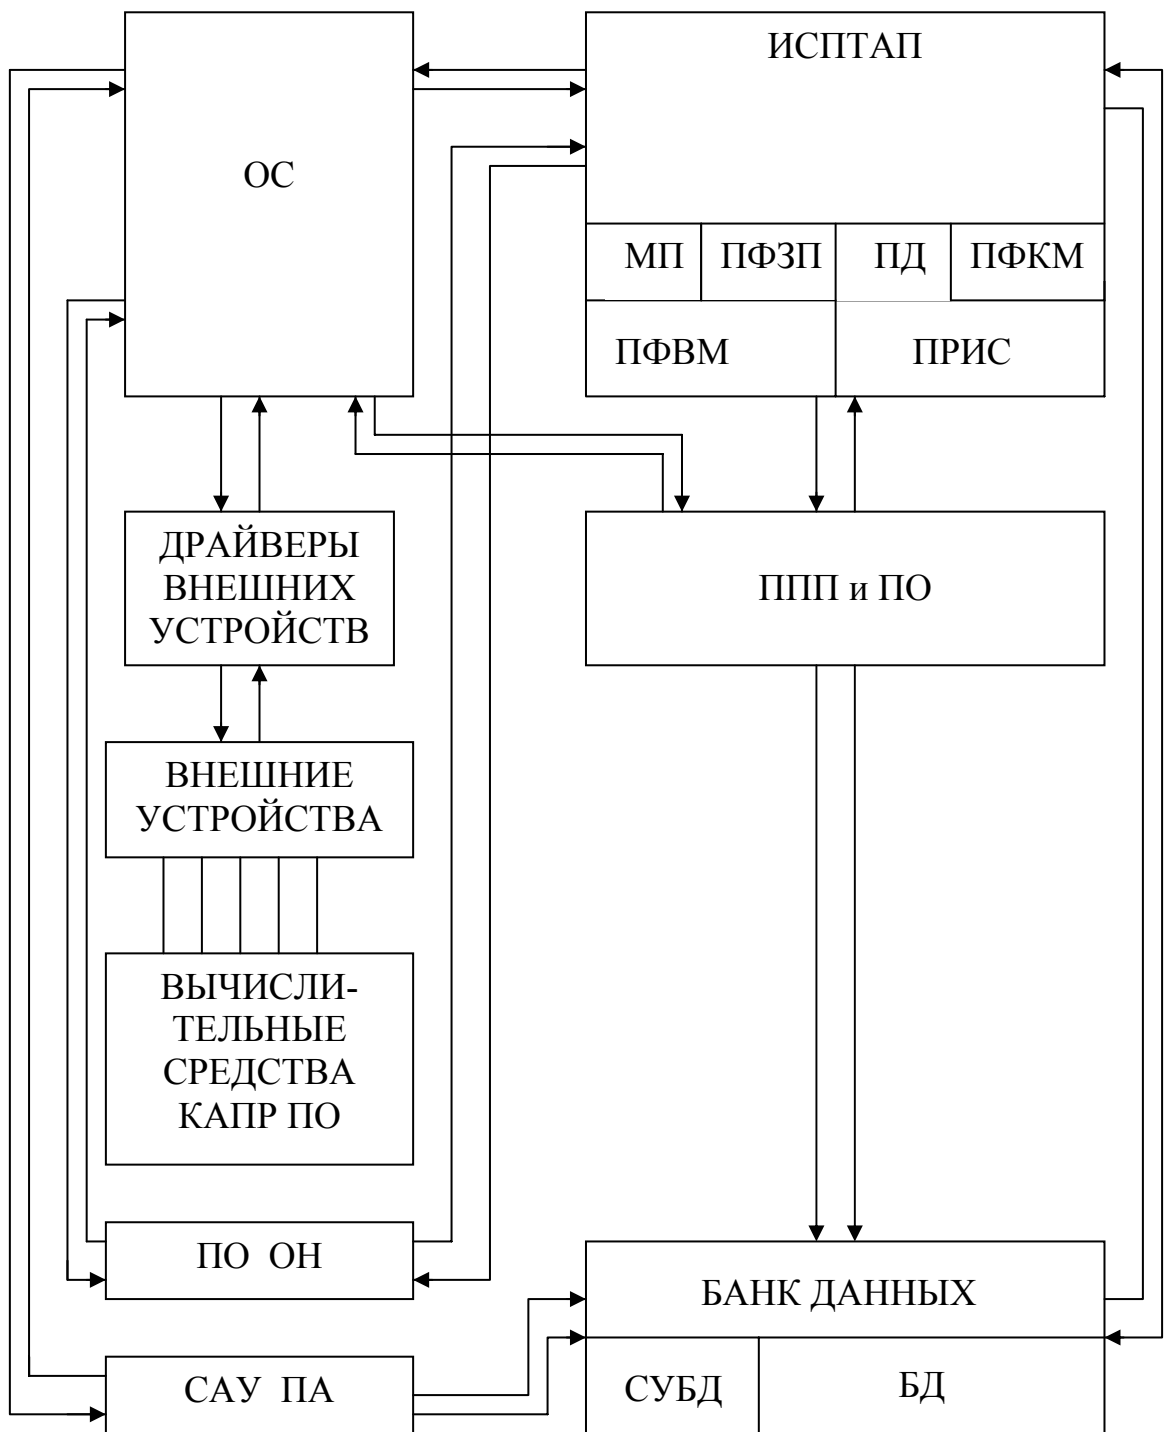 ИСПТАП
ОС
МП
ПФЗП
ПД
ПФКМ
ПФВМ
ПРИС
ДРАЙВЕРЫ
ВНЕШНИХ
УСТРОЙСТВ
ППП и ПО
ВНЕШНИЕ
УСТРОЙСТВА
ВЫЧИСЛИ-
ТЕЛЬНЫЕ
СРЕДСТВА
КАПР ПО
ПО ОН
БАНК ДАННЫХ
САУ ПА
СУБД
БД